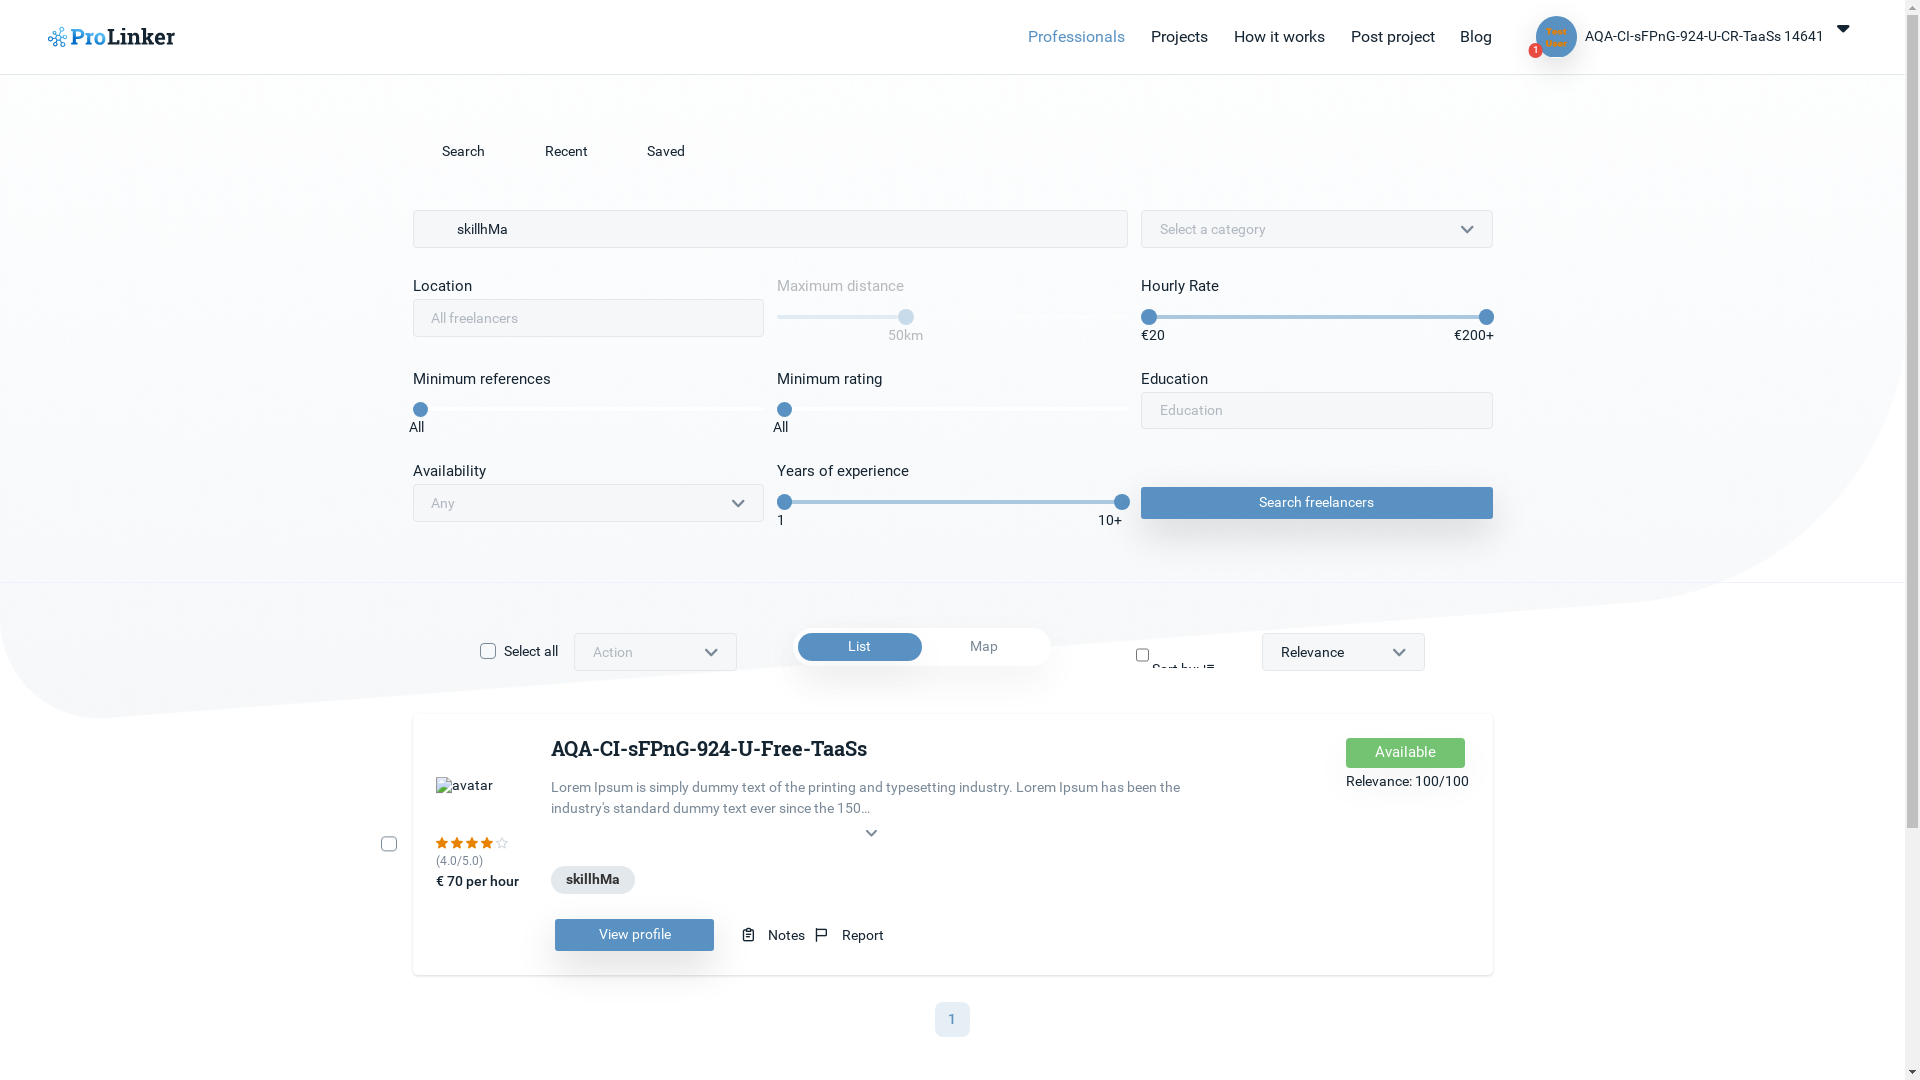 ProLinker
Professionals
Projects
How it works
Post project
Blog
Test User
1
AQA-CI-sFPnG-924-U-CR-TaaSs 14641
Search
Recent
Saved
skillhMa
Select a category
Location
Maximum distance
Hourly Rate
All freelancers
50km
€20
€200+
Minimum references
Minimum rating
Education
All
All
Education
Availability
Years of experience
Any
1
10+
Search freelancers
Select all
Action
List
Map
Sort by:
Relevance
AQA-CI-sFPnG-924-U-Free-TaaSs
Available
Relevance: 100/100
avatar
Lorem Ipsum is simply dummy text of the printing and typesetting industry. Lorem Ipsum has been the
industry's standard dummy text ever since the 150...
(4.0/5.0)
€ 70 per hour
skillhMa
View profile
Notes
Report
1